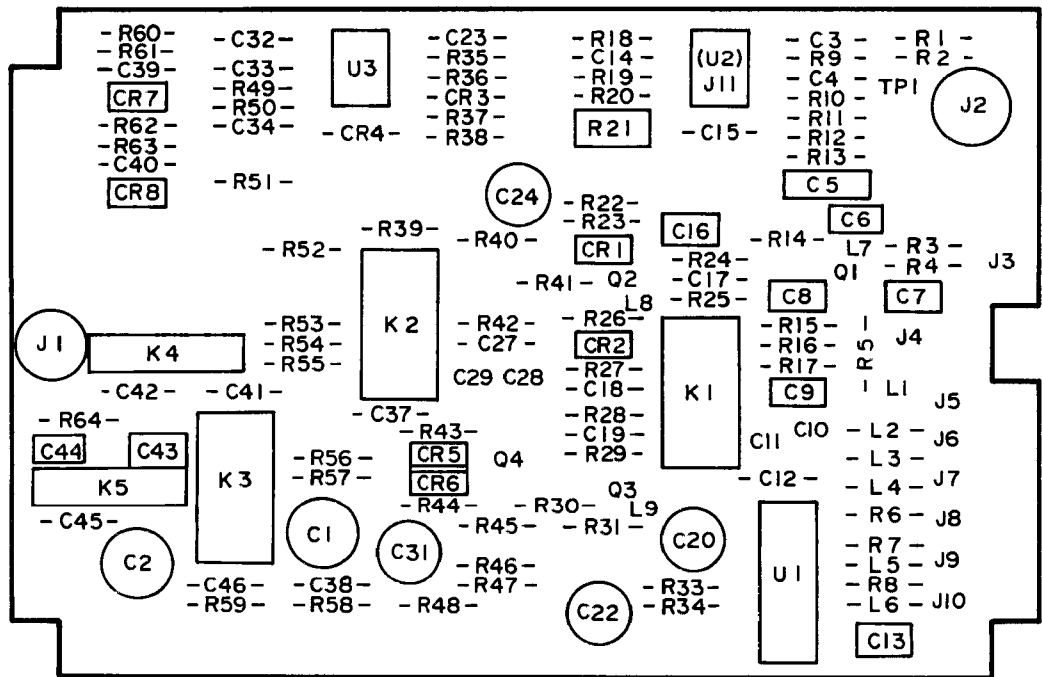 -R60-
-R61-
-C39-
CR7
-R62-
-R63-
-C40-
CR8
-C32-
-C33-
-R49-
-R50-
-C34-
-R51-
U3
-CR4-
-C23-
-R35-
-R36-
-CR3-
-R37-
-R38-
-R18-
-C14-
-R19-
-R20-
R21
(U2)
J11
-C15-
-C3-
-R9-
-C4-
-R10-
-R11-
-R12-
-R13-
C5
C6
-R1-
-R2-
TP1
J2
C24
-R22-
-R23-
CR1
C16
-R14-
L7
Q1
-R3-
-R4-
J3
-R52-
-R39-
-R40-
-R41-
Q2
L8
-R24-
-C17-
-R25-
C8
C7
J1
K4
-R53-
-R54-
-R55-
K2
-R42-
-C27-
C29
C28
-R26-
CR2
-R27-
-C18-
-R28-
-C19-
-R29-
K1
-R15-
-R16-
-R17-
C9
-R5-
J4
L1
J5
-C42-
-C41-
-C37-
-R64-
C44
C43
K5
-C45-
C2
K3
-C46-
-R59-
-R56-
-R57-
C1
-C38-
-R58-
-R43-
CR5
CR6
-R44-
Q4
C31
-R45-
-R46-
-R47-
-R48-
-R30-
Q3
L9
-R31-
C22
C20
-R33-
-R34-
C11
C10
-C12-
U1
-L2-
-L3-
-L4-
-R6-
-R7-
-L5-
-R8-
-L6-
C13
J6
J7
J8
J9
J10